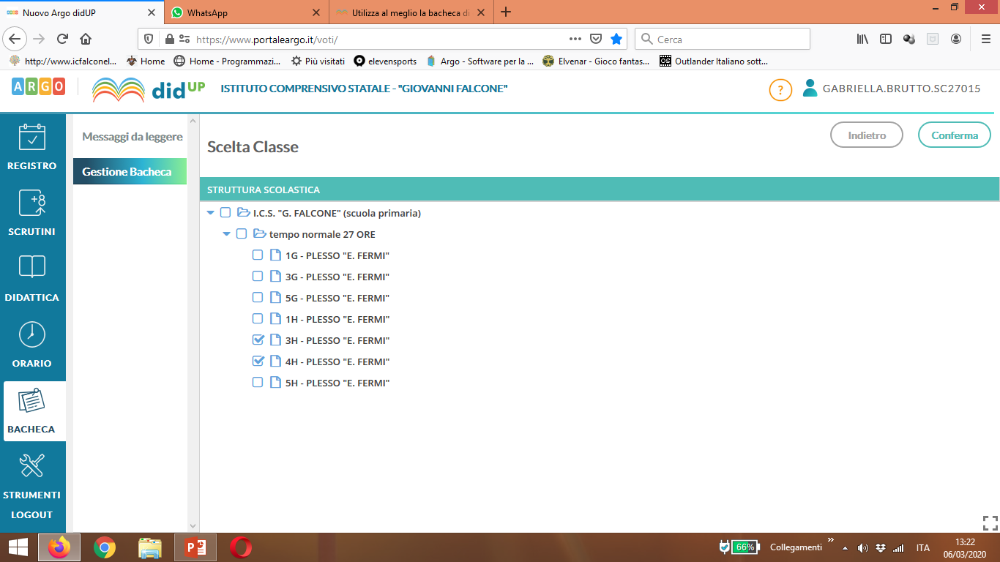 Nuovo Argo didUP
WhatsApp
Utilizza al meglio la bacheca di
https://www.portaleargo.it/voti/
Cerca
http://www.icfalconel...
Home
Home - Programmazi...
Più visitati
elevensports
Argo - Software per la ...
Elvenar - Gioco fantas...
Outlander Italiano sott...
ARGO
didUP
ISTITUTO COMPRENSIVO STATALE - "GIOVANNI FALCONE"
?
GABRIELLA.BRUTTO.SC27015
REGISTRO
+8
SCRUTINI
DIDATTICA
ORARIO
BACHECA
STRUMENTI
LOGOUT
Messaggi da leggere
Gestione Bacheca
Scelta Classe
Indietro
Conferma
STRUTTURA SCOLASTICA
I.C.S. "G. FALCONE" (scuola primaria)
tempo normale 27 ORE
1G - PLESSO "E. FERMI"
3G - PLESSO "E. FERMI"
5G - PLESSO "E. FERMI"
1H - PLESSO "E. FERMI"
3H - PLESSO "E. FERMI"
4H - PLESSO "E. FERMI"
5H - PLESSO "E. FERMI"
66%
Collegamenti
ITA
13:22
06/03/2020